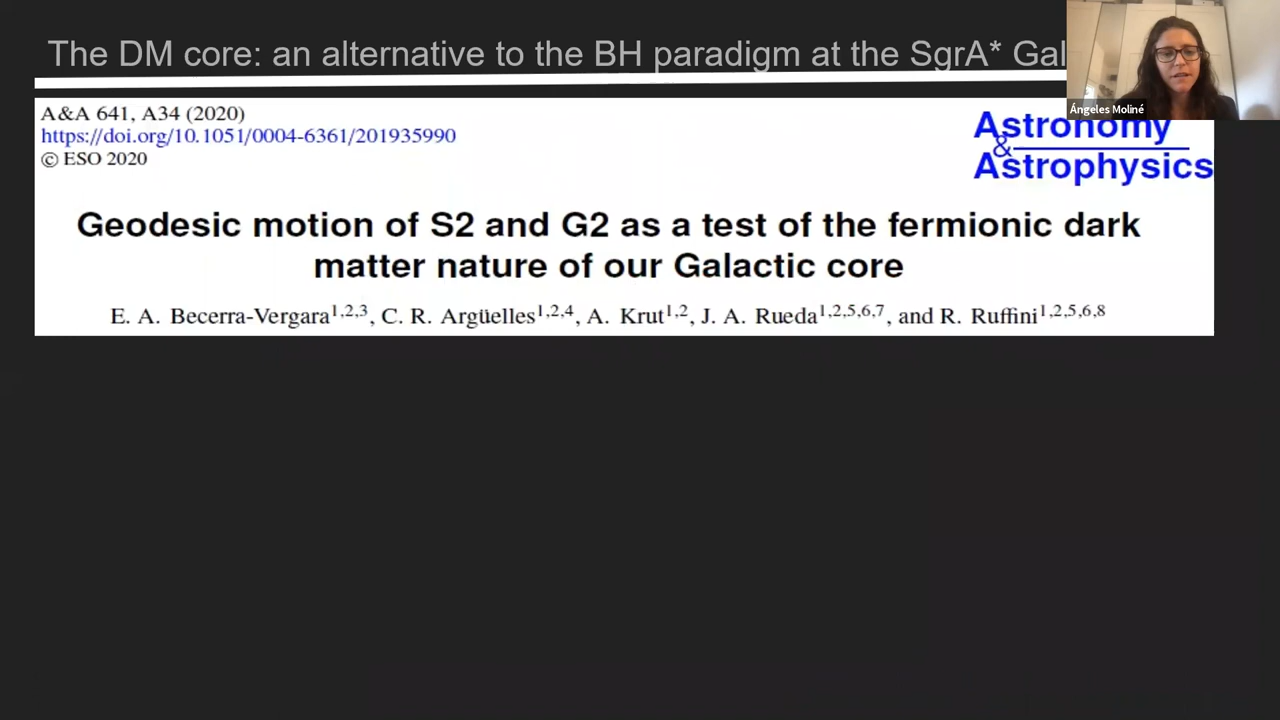 The DM core: an alternative to the BH paradigm at the SgrA* Gal
Ángeles Moliné
A&A 641, A34 (2020)
https://doi.org/10.1051/0004-6361/201935990
© ESO 2020
Astronomy
&
Astrophysics
Geodesic motion of S2 and G2 as a test of the fermionic dark
matter nature of our Galactic core
E. A. Becerra-Vergara1,2,3, C. R. Argüelles1,2,4, A. Krut1,2, J. A. Rueda1,2,5,6,7, and R. Ruffini1,2,5,6,8